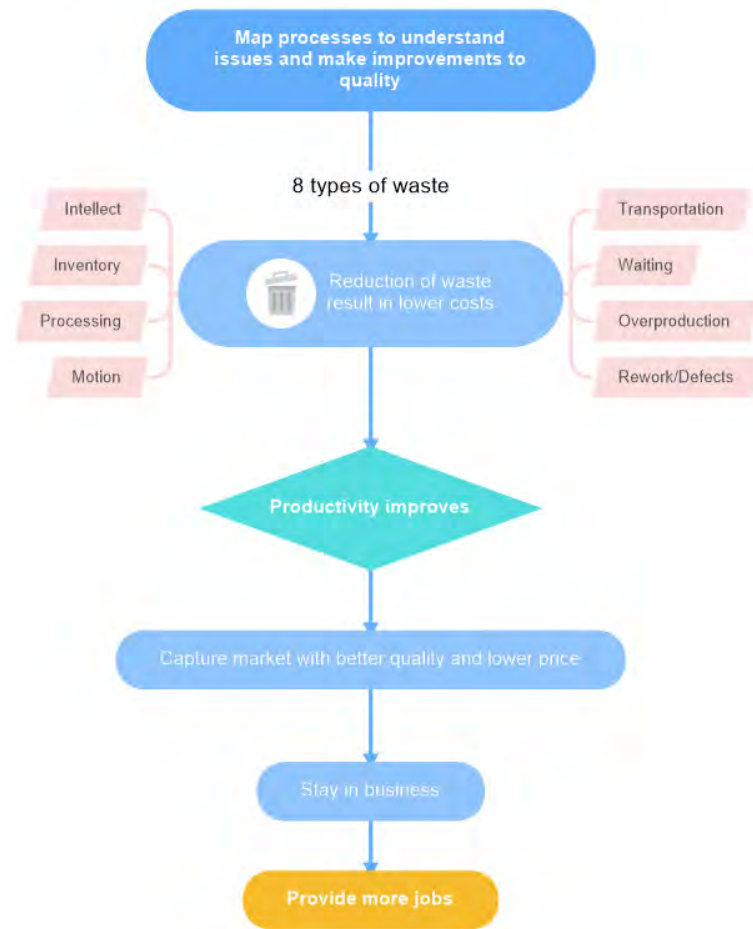 Map processes to understand
issues and make improvements to
quality
8 types of waste
Intellect
Inventory
Processing
Motion
Reduction of waste
result in lower costs
Transportation
Waiting
Overproduction
Rework/Defects
Productivity improves
Capture market with better quality and lower price
Stay in business
Provide more jobs